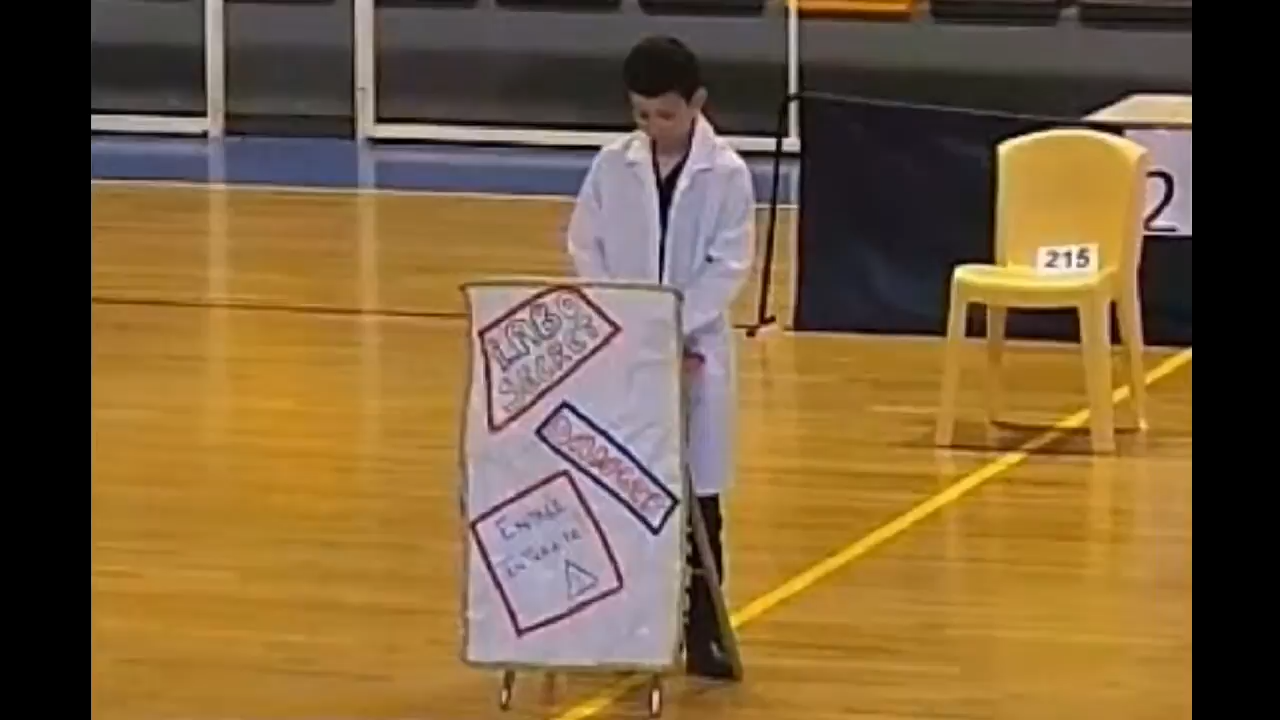 LABO
SECRET
DANGER
ENTRÉE
INTERDITE
215
2